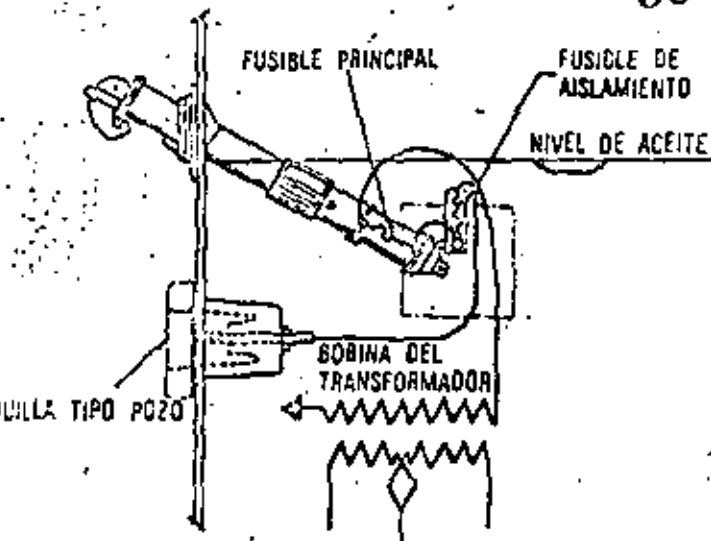 FUSIBLE PRINCIPAL
FUSIBLE DE
AISLAMIENTO
NIVEL DE ACEITE
BOBINA DEL
TRANSFORMADOR
TIPO POZO